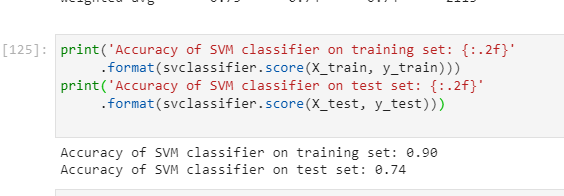 weighted avg
[125]: print('Accuracy of SVM classifier on training set: {:.2f}'
.format(svclassifier.score(X_train, y_train)))
print('Accuracy of SVM classifier on test set: {:.2f}'
.format(svclassifier.score(X_test, y_test)))
Accuracy of SVM classifier on training set: 0.90
Accuracy of SVM classifier on test set: 0.74